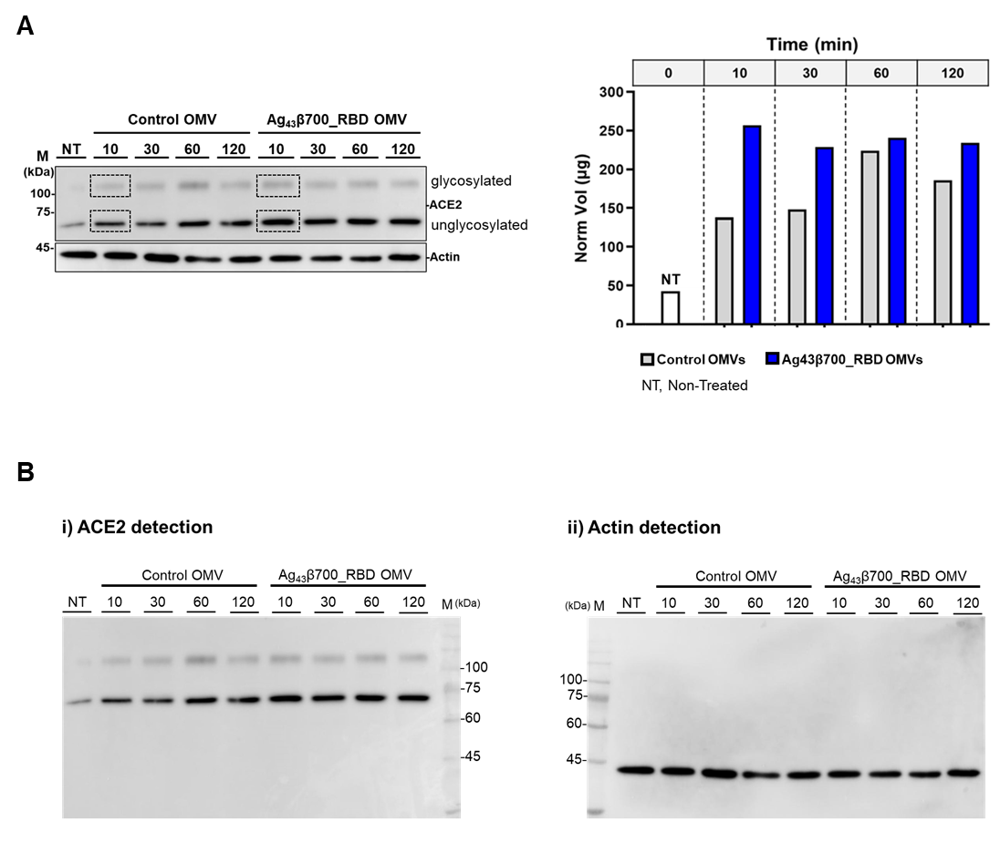 A
Control OMV Ag₄₃β700_RBD OMV
M NT 10 30 60 120 10 30 60 120
(kDa)
glycosylated
100-
-ACE2
75-
unglycosylated
45-
-Actin
Time (min)
0 10 30 60 120
Norm Vol (µg)
300
250
200
150
100
50
0
NT
Control OMVs Ag43β700_RBD OMVs
NT, Non-Treated
B
i) ACE2 detection
Control OMV Ag₄₃β700_RBD OMV
NT 10 30 60 120 10 30 60 120 M (kDa)
-100
-75
-60
-45
ii) Actin detection
Control OMV Ag₄₃β700_RBD OMV
(kDa) M NT 10 30 60 120 10 30 60 120
100-
75-
60-
45-